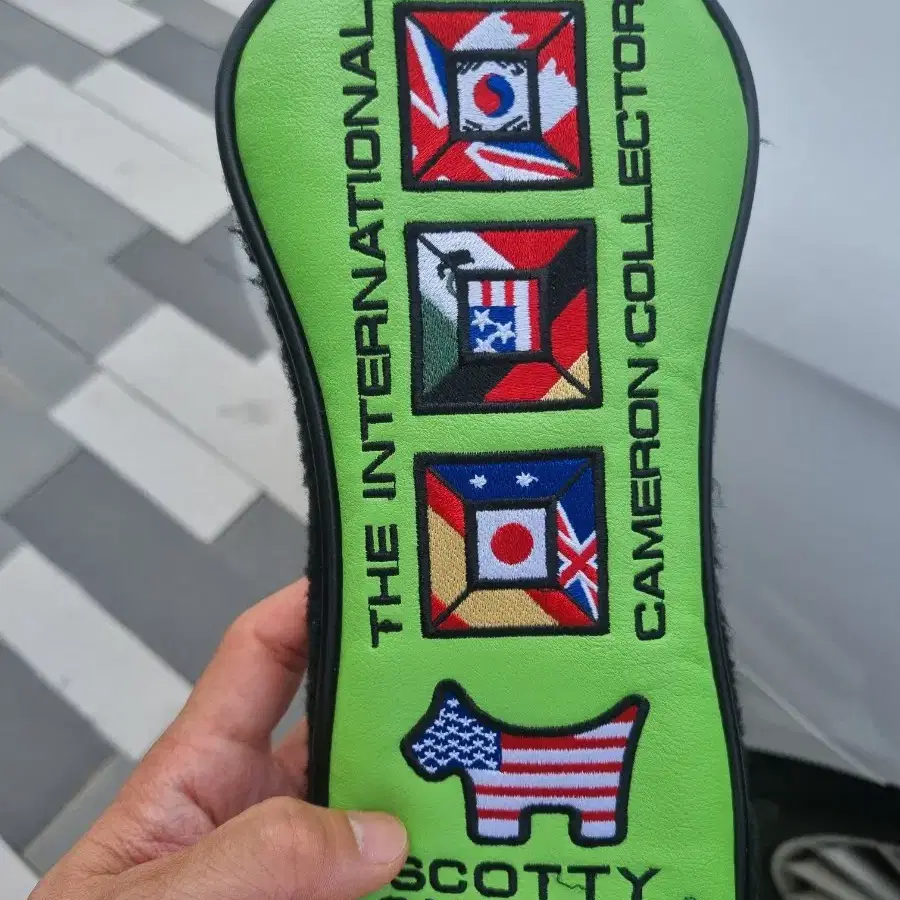 THE INTERNATIONAL
CAMERON COLLECTOR
SCOTTY